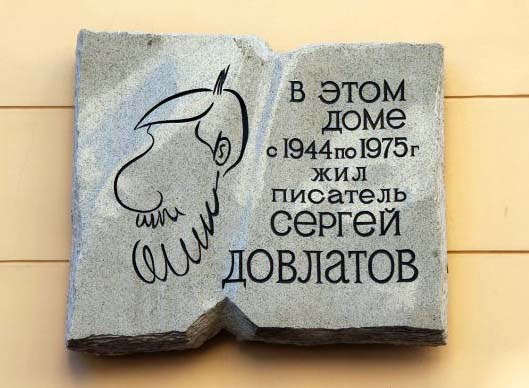 В ЭТОМ
ДОМЕ
с 1944 по 1975 г
ЖИЛ
ПИСАТЕЛЬ
СЕРГЕЙ
ДОВЛАТОВ